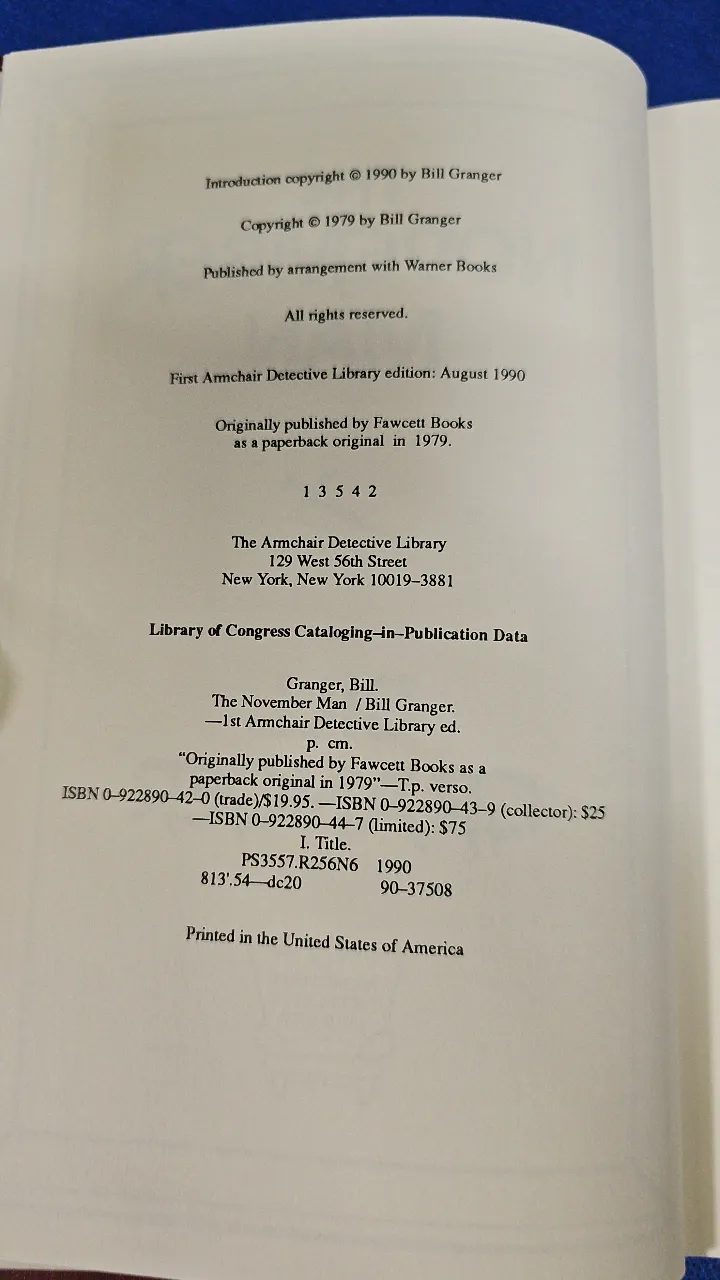 Introduction copyright © 1990 by Bill Granger
Copyright © 1979 by Bill Granger
Published by arrangement with Warner Books
All rights reserved.
First Armchair Detective Library edition: August 1990
Originally published by Fawcett Books
as a paperback original in 1979.
1 3 5 4 2
The Armchair Detective Library
129 West 56th Street
New York, New York 10019–3881
Library of Congress Cataloging–in–Publication Data
Granger, Bill.
The November Man / Bill Granger.
—1st Armchair Detective Library ed.
p. cm.
“Originally published by Fawcett Books as a
paperback original in 1979”—T.p. verso.
ISBN 0–922890–42–0 (trade)/$19.95. —ISBN 0–922890–43–9 (collector): $25
—ISBN 0–922890–44–7 (limited): $75
I. Title.
PS3557.R256N6 1990
813'.54—dc20 90–37508
Printed in the United States of America